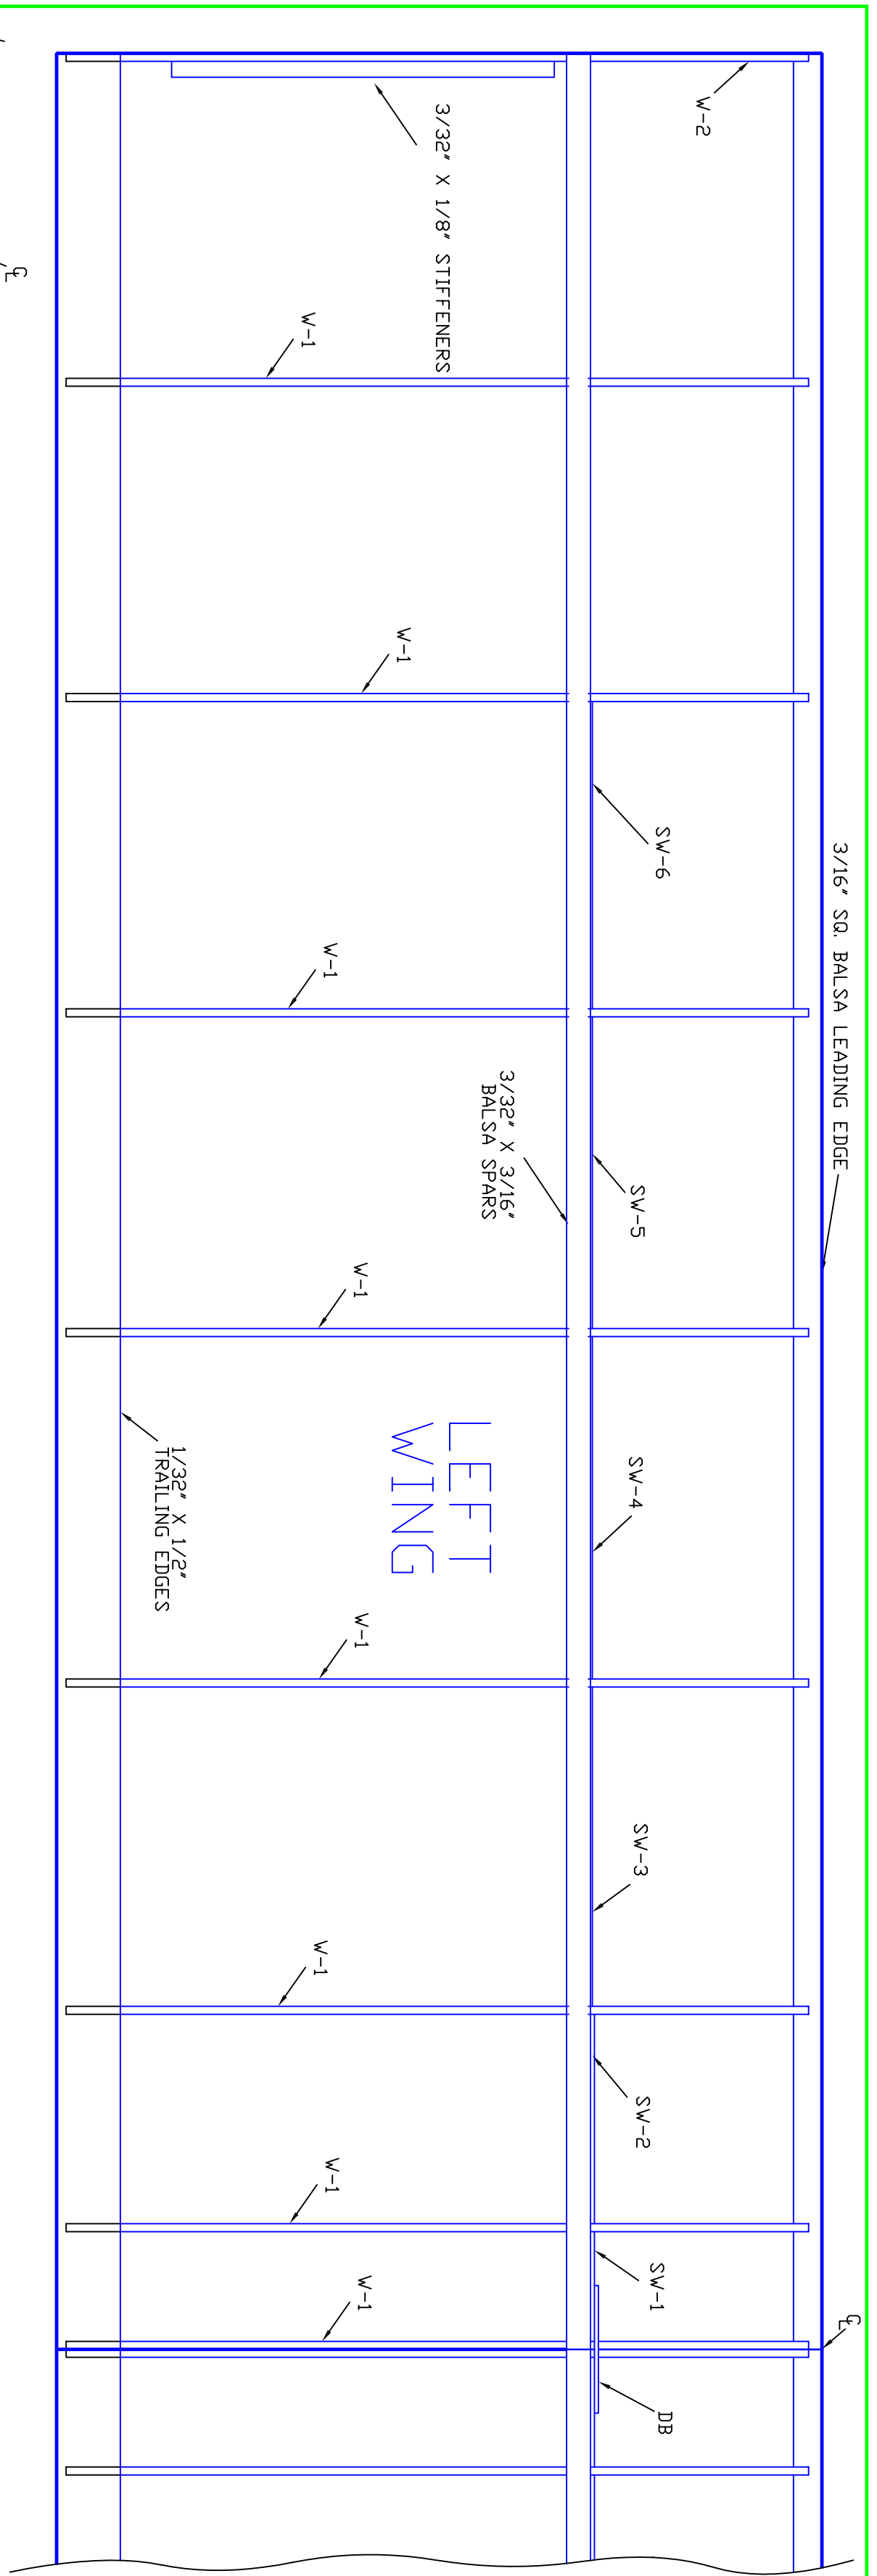 W-2
3/32" X 1/8" STIFFENERS
℄
W-1
W-1
SW-6
3/16" SQ. BALSA LEADING EDGE
W-1
3/32" X 3/16"
BALSA SPARS
SW-5
W-1
LEFT
WING
1/32" X 1/2"
TRAILING EDGES
SW-4
W-1
SW-3
W-1
SW-2
W-1
SW-1
W-1
℄
DB